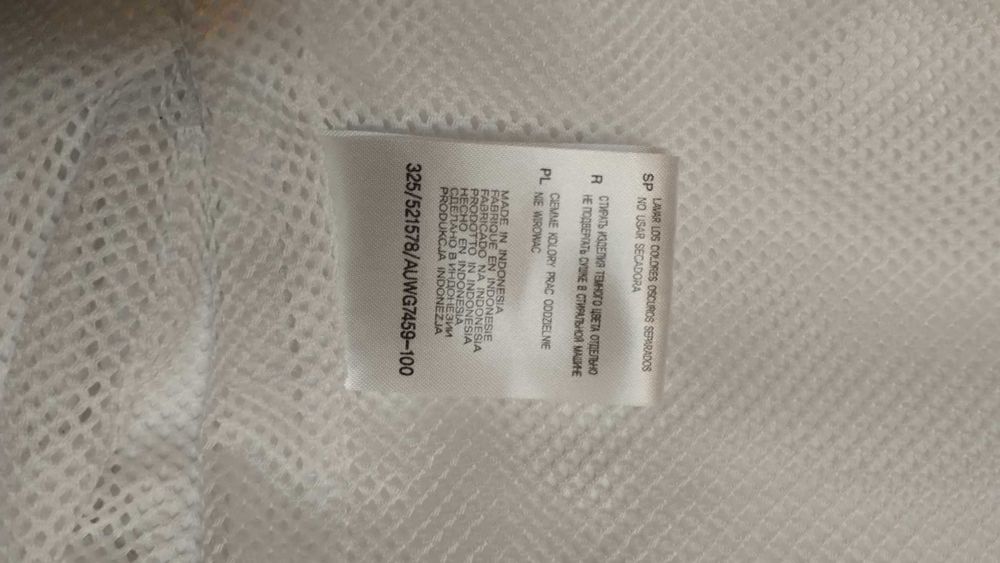 SP LAVAR LOS COLORES OSCUROS SEPARADOS
NO USAR SECADORA
R СТИРАТЬ ИЗДЕЛИЯ ТЕМНОГО ЦВЕТА ОТДЕЛЬНО
НЕ ПОДВЕРГАТЬ СУШКЕ В СТИРАЛЬНОЙ МАШИНЕ
PL CIEMME KOLORY PRAC ODDZIELNIE
NIE WIROWAC
MADE IN INDONESIA
FABRIQUE EN INDONESIE
FABRICADO NA INDONESIA
PRODOTTO IN INDONESIA
HECHO EN INDONESIA
СДЕЛАНО В ИНДОНЕЗИИ
PRODUKCJA INDONEZJA
325/521578/AUWG7459-100